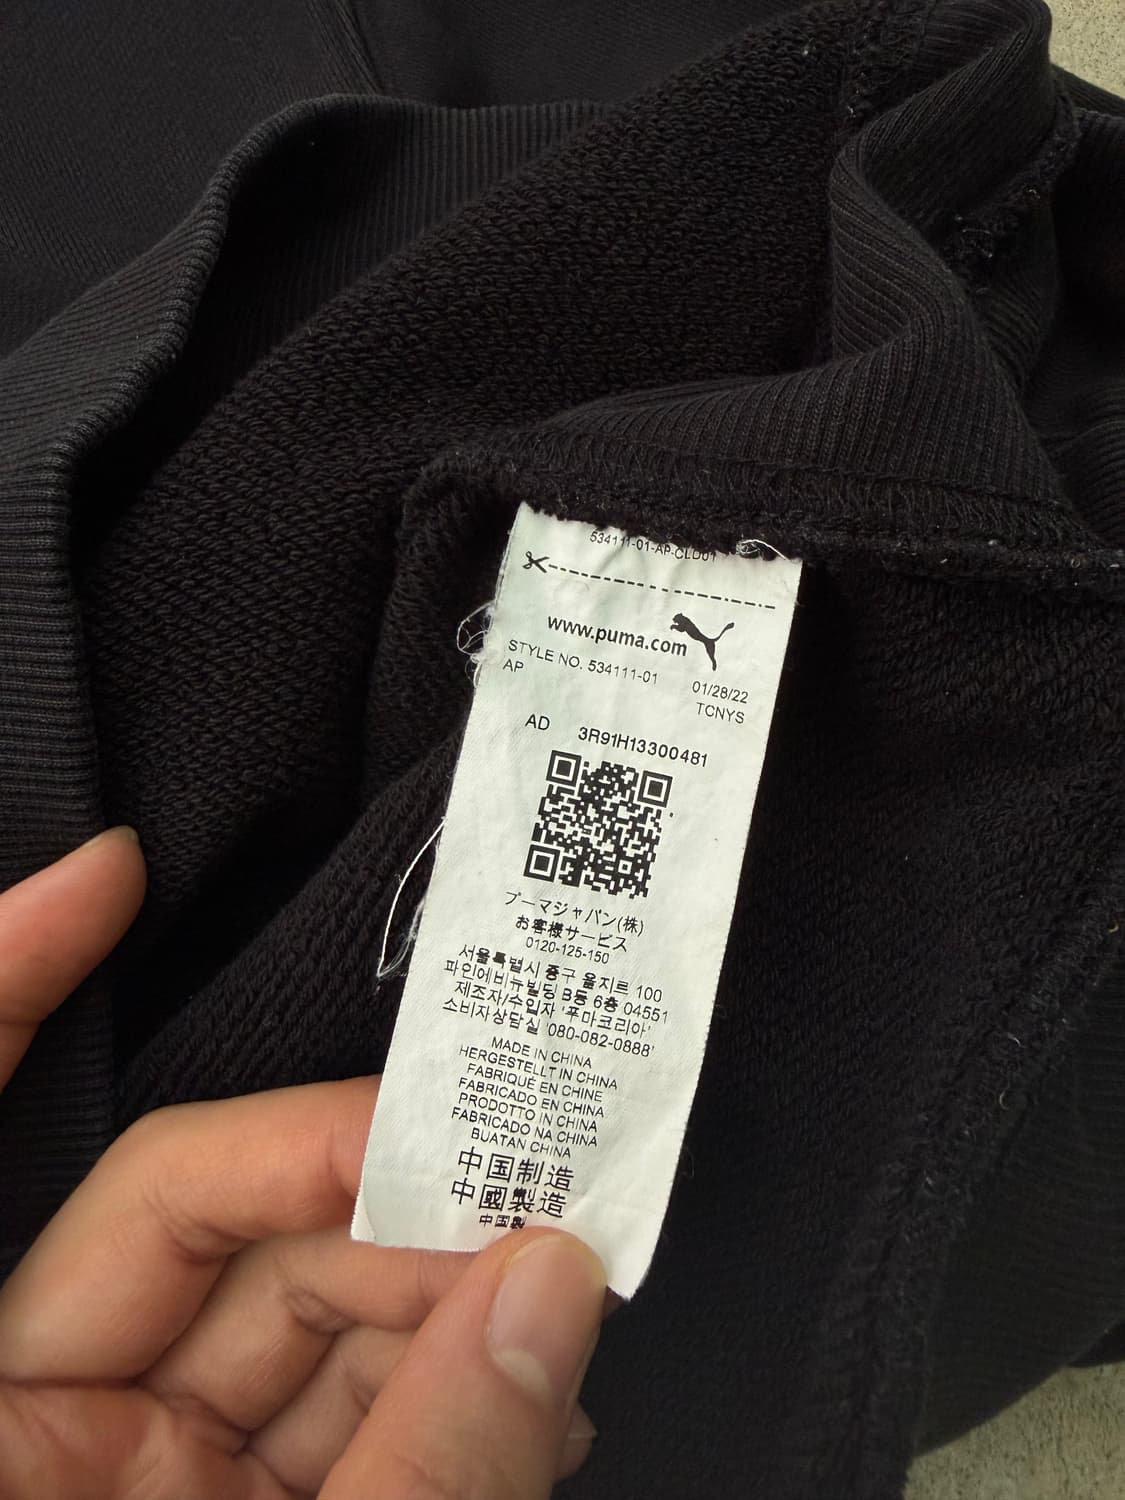 534111-01-AP-CLD01
www.puma.com
STYLE NO. 534111-01
AP
01/28/22
TCNYS
AD 3R91H13300481
プーマジャパン(株)
お客様サービス
0120-125-150
서울특별시 중구 을지로 100
파인에비뉴빌딩 B동 6층 04551
제조자/수입자 '푸마코리아'
소비자상담실 '080-082-0888'
MADE IN CHINA
HERGESTELLT IN CHINA
FABRIQUÉ EN CHINE
FABRICADO EN CHINA
PRODOTTO IN CHINA
FABRICADO NA CHINA
BUATAN CHINA
中国制造
中國製造
中国製